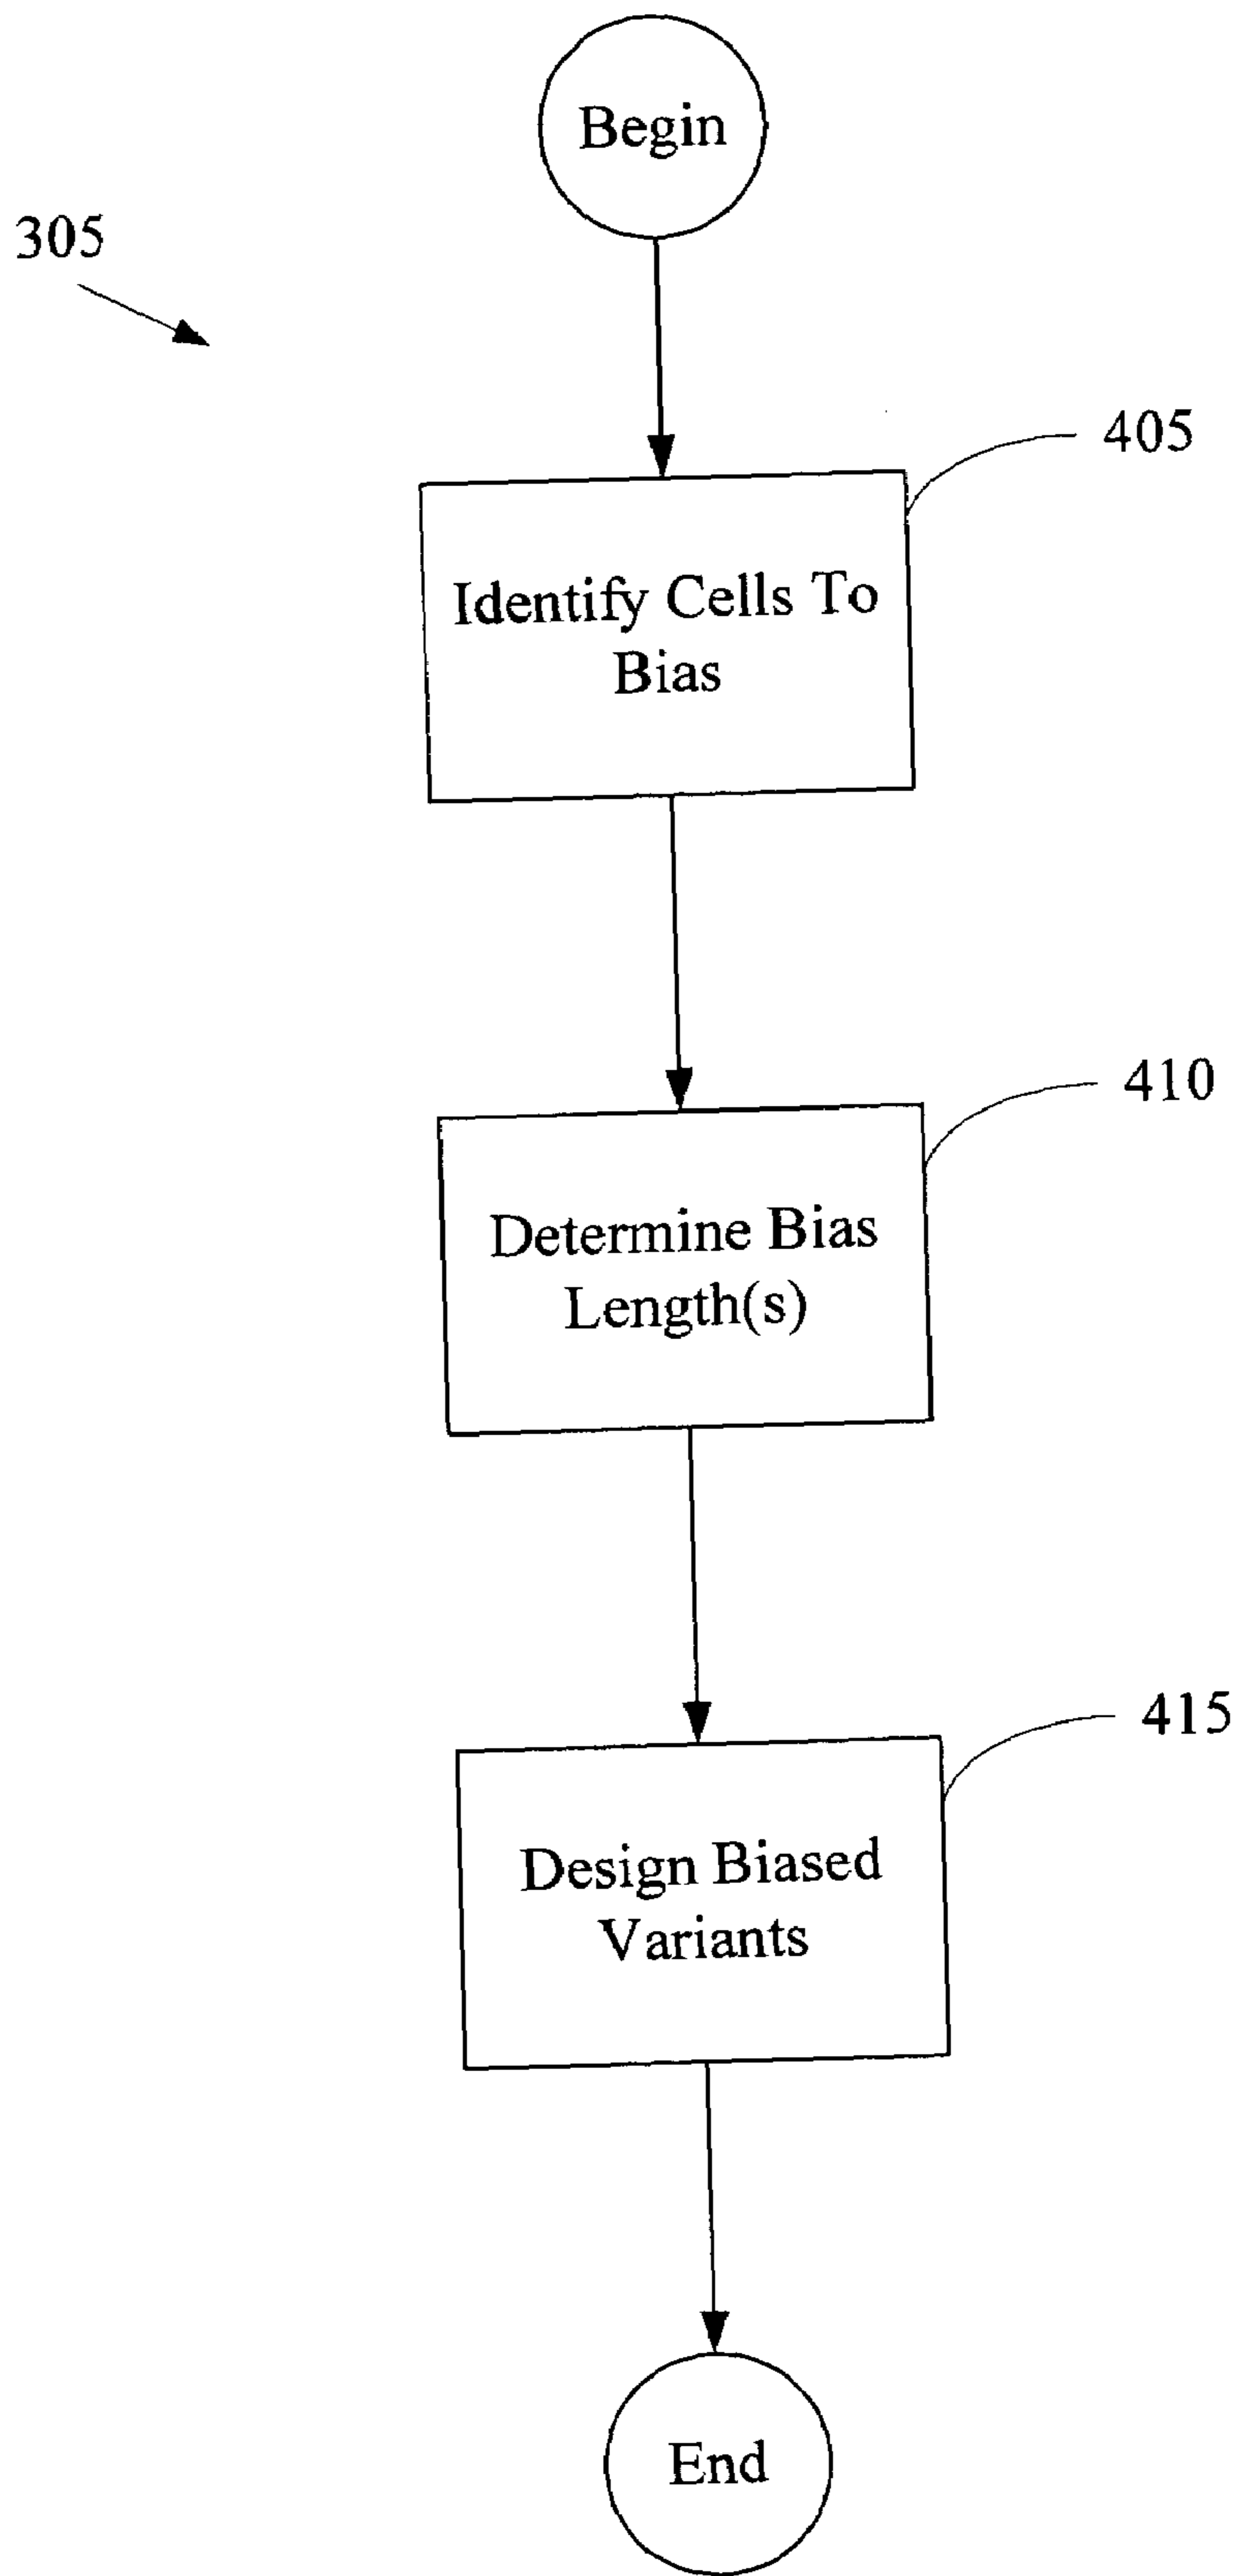 Begin
305
405
Identify Cells To
Bias
410
Determine Bias
Length(s)
415
Design Biased
Variants
End